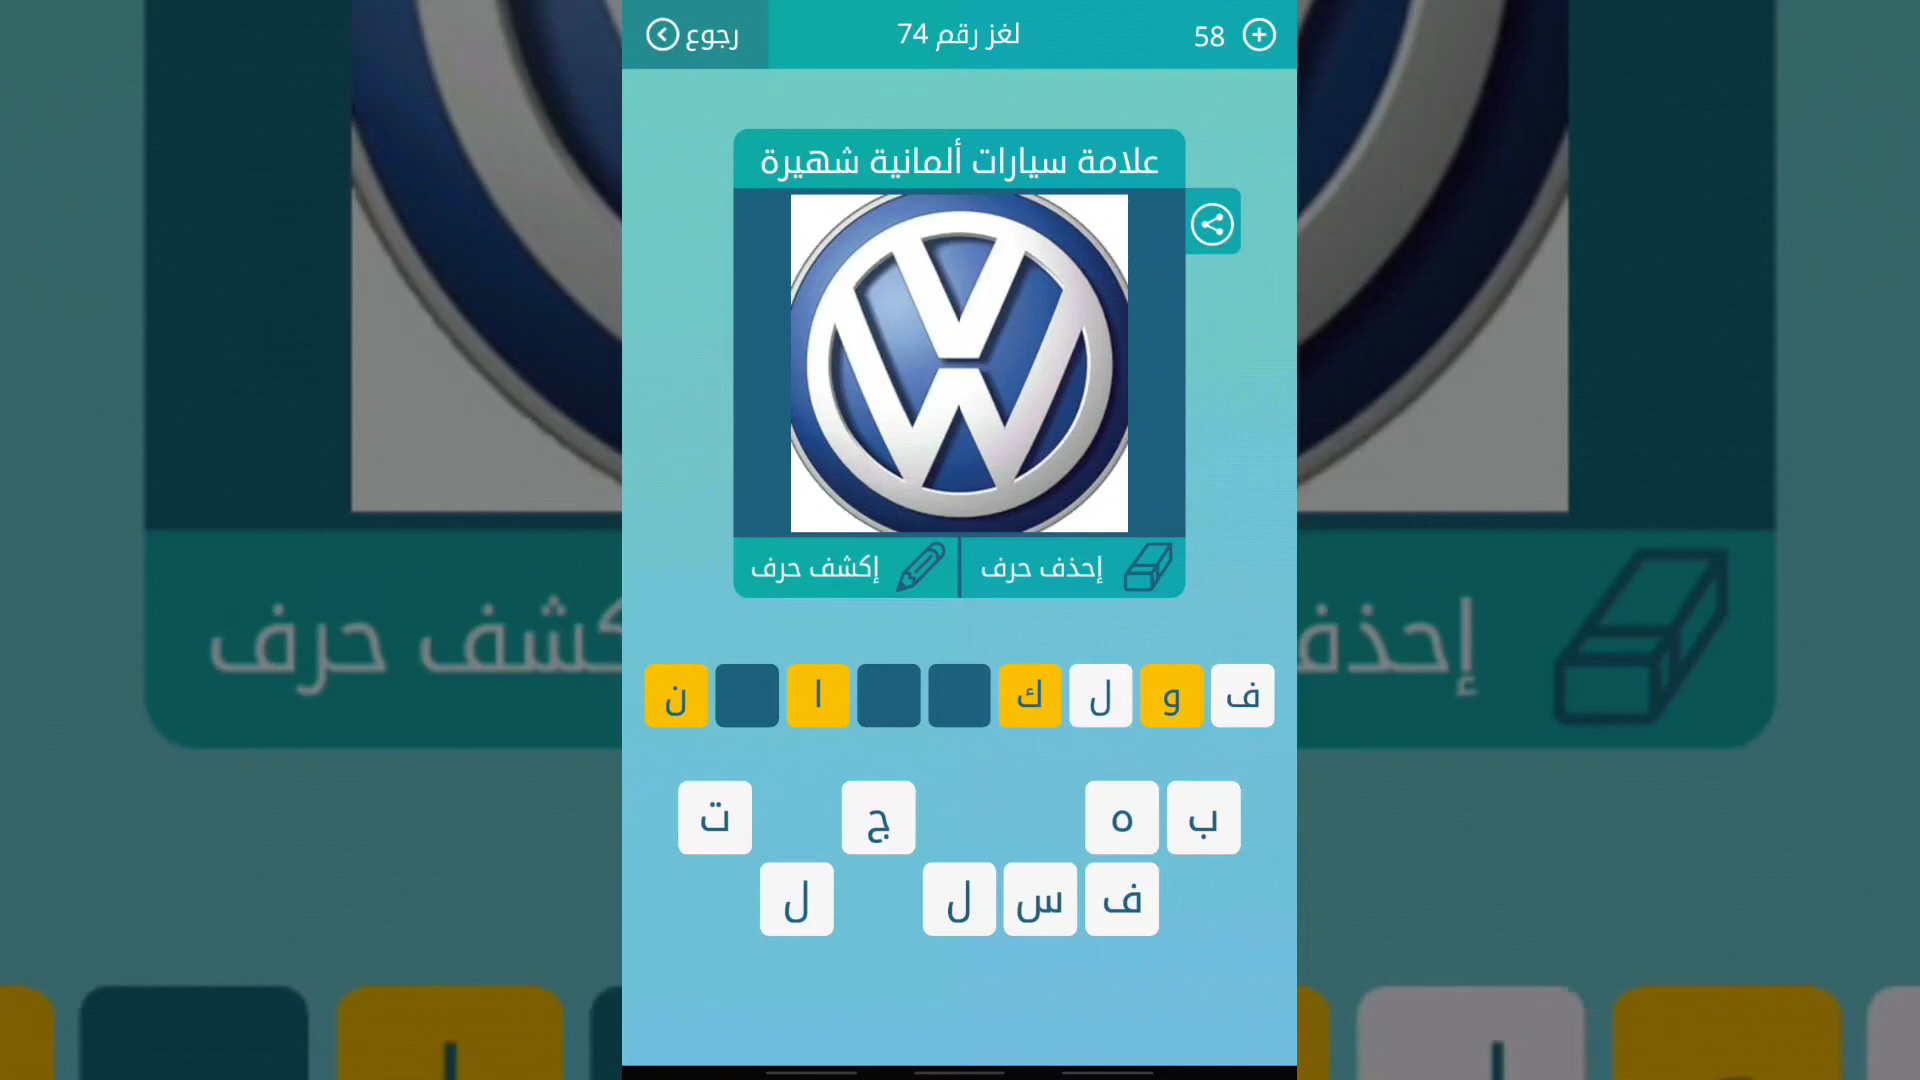 رجوع
لغز رقم 74
58
علامة سيارات ألمانية شهيرة
إحذف حرف
إكشف حرف
ف و ل ك ا ن
ب ه ج ت
ف س ل ل